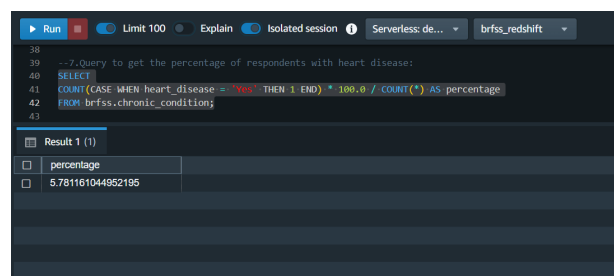 Run Limit 100 Explain Isolated session Serverless: de... brfss_redshift
38
39 --7.Query to get the percentage of respondents with heart disease:
40 SELECT
41 COUNT(CASE WHEN heart_disease = 'Yes' THEN 1 END) * 100.0 / COUNT(*) AS percentage
42 FROM brfss.chronic_condition;
43
Result 1 (1)
percentage
5.781161044952195